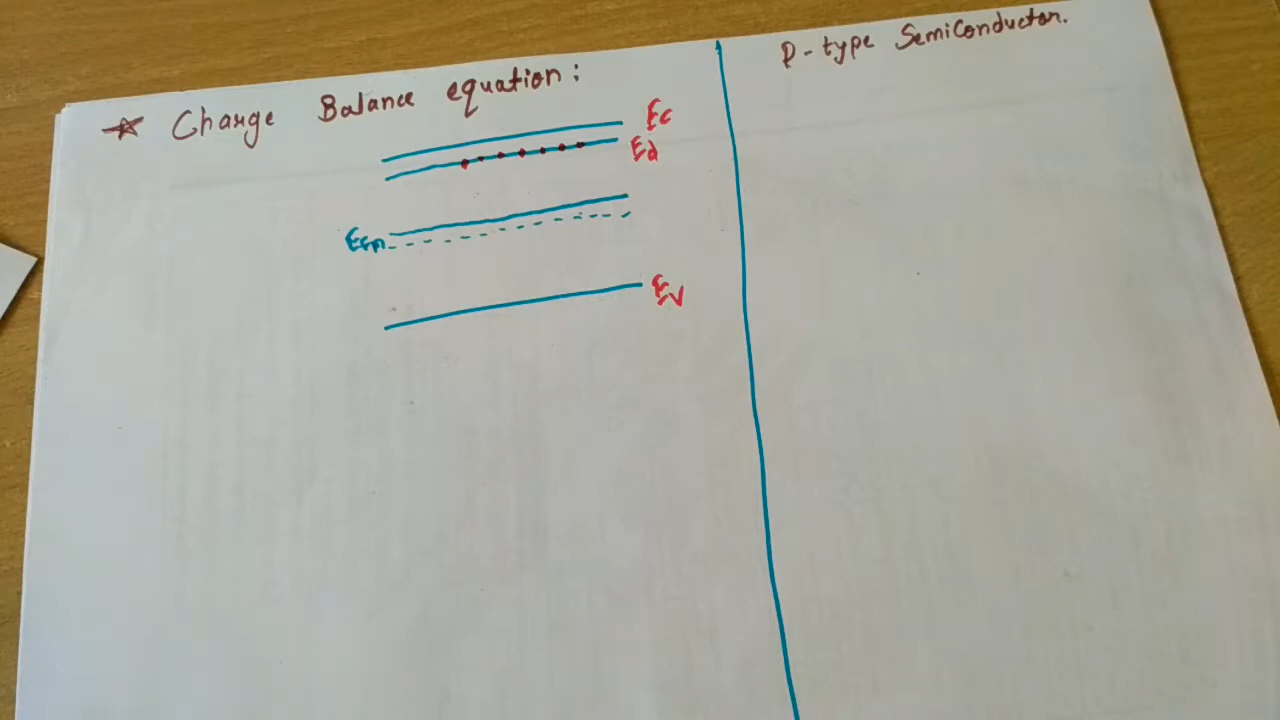 ★ Charge Balance equation:
P-type Semiconductor.
Ec
Ed
Efn
Ev